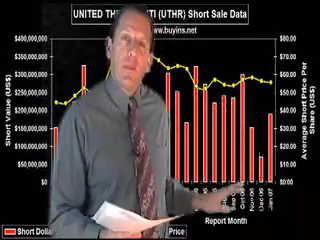 UNITED TH TI (UTHR) Short Sale Data
www.buyins.net
Short Value (US$)
$400,000,000
$350,000,000
$300,000,000
$250,000,000
$200,000,000
$150,000,000
$100,000,000
$50,000,000
$0
$80.00
$70.00
$60.00
$50.00
$40.00
$30.00
$20.00
$10.00
$0.00
Average Short Price Per Share (US$)
Oct 06
Nov 06
Dec 06
Jan 07
Report Month
Short Dolla
Price